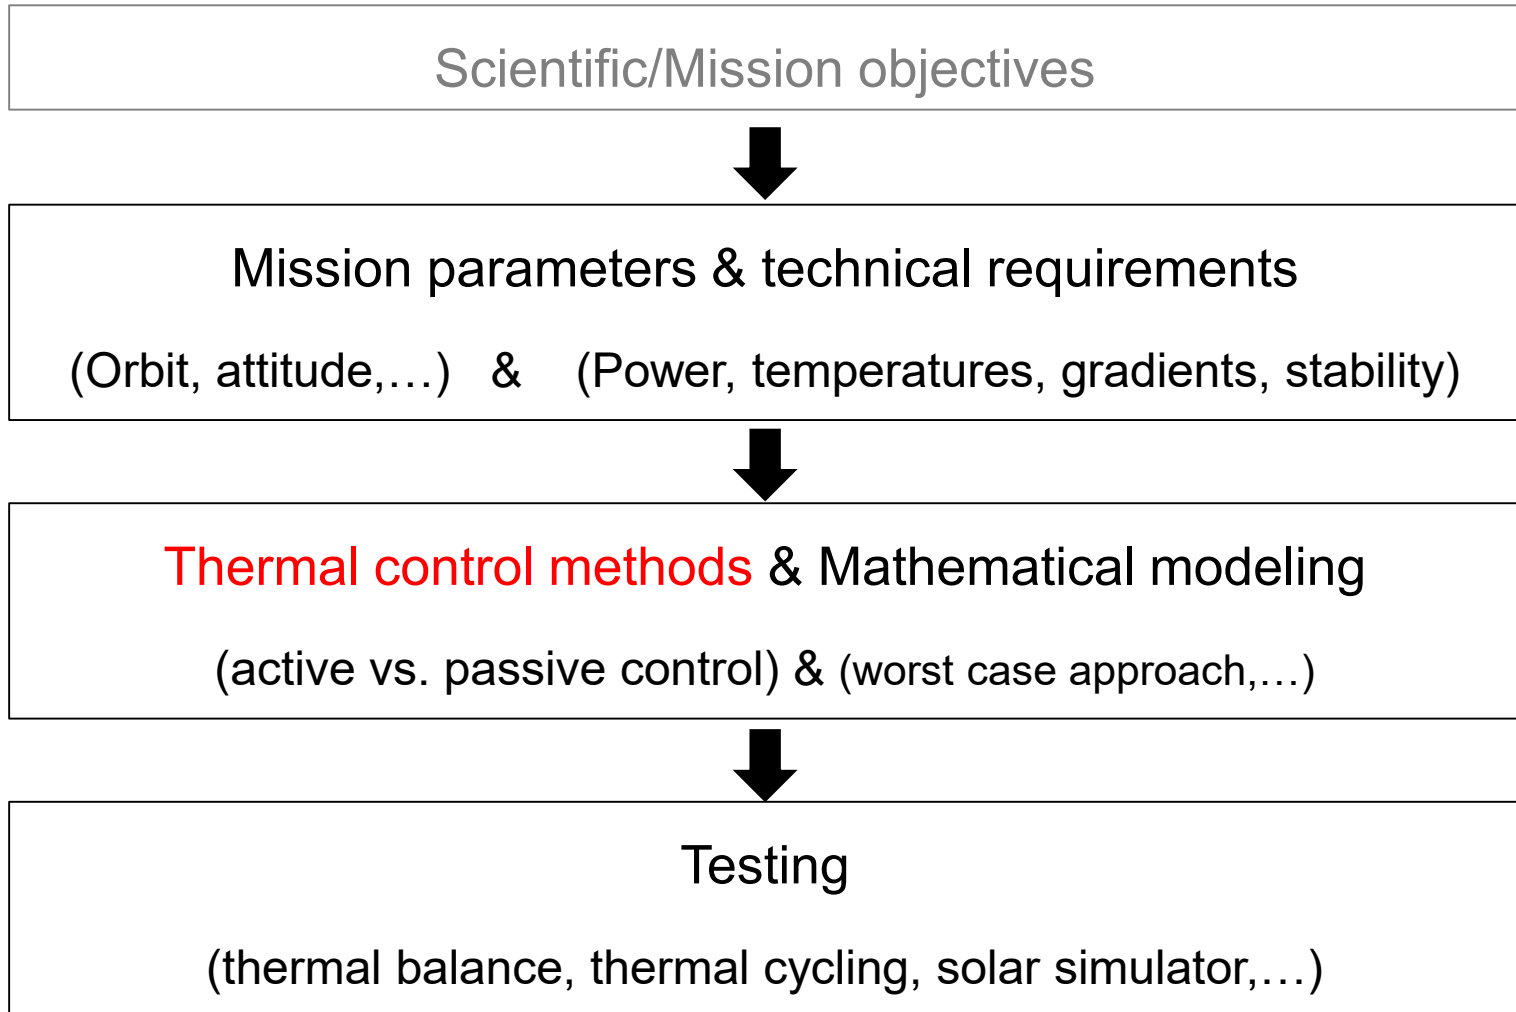 Scientific/Mission objectives
Mission parameters & technical requirements
(Orbit, attitude,…) & (Power, temperatures, gradients, stability)
Thermal control methods & Mathematical modeling
(active vs. passive control) & (worst case approach,…)
Testing
(thermal balance, thermal cycling, solar simulator,…)